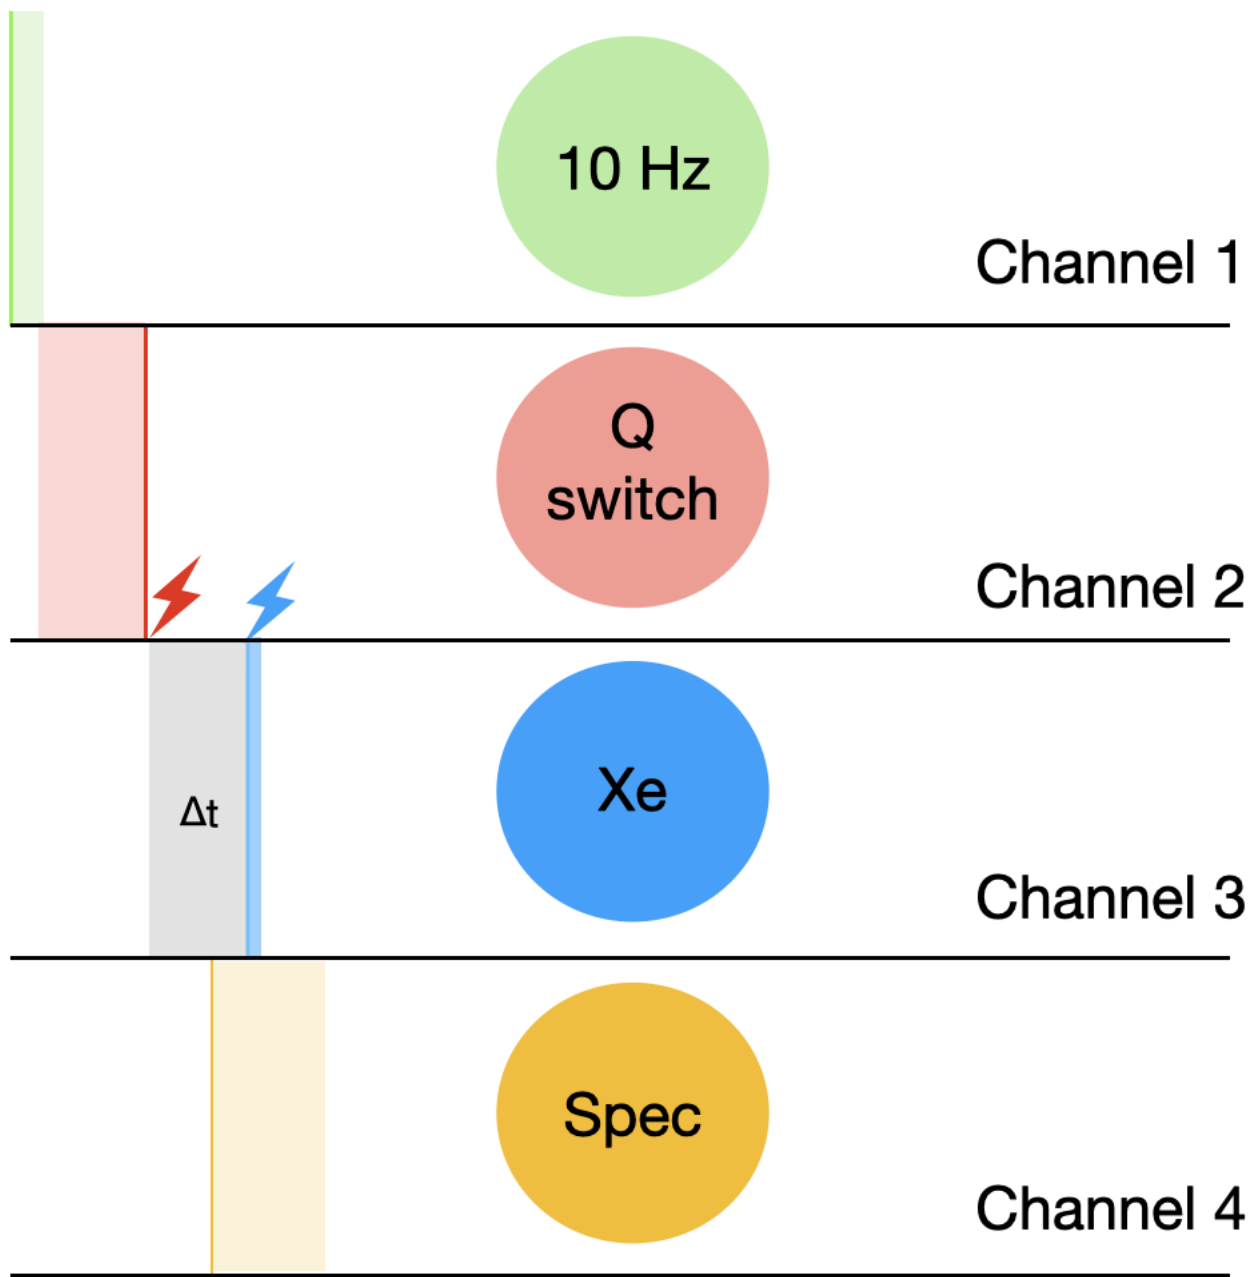 10 Hz
Channel 1
Q
switch
Channel 2
Xe
Δt
Channel 3
Spec
Channel 4